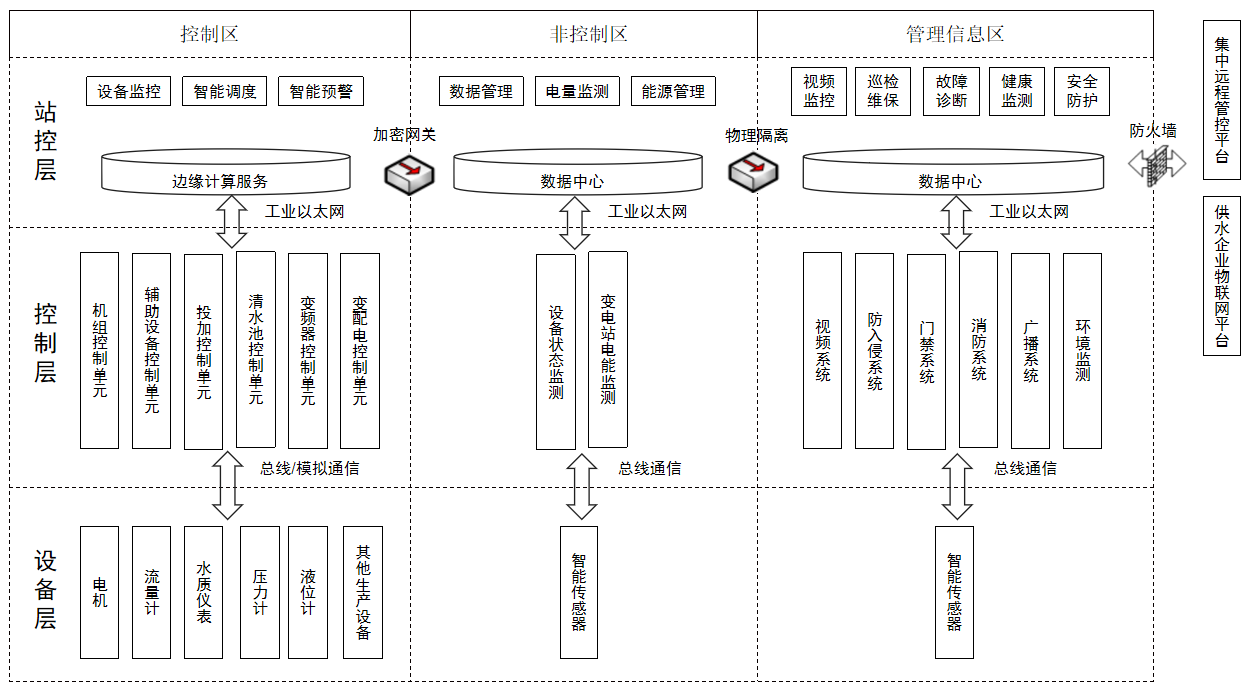 控制区
非控制区
管理信息区
集中远程管控平台
供水企业物联网平台
站控层
设备监控
智能调度
智能预警
数据管理
电量监测
能源管理
视频
监控
巡检
维保
故障
诊断
健康
监测
安全
防护
加密网关
物理隔离
防火墙
边缘计算服务
数据中心
数据中心
工业以太网
工业以太网
工业以太网
控制层
机组控制单元
辅助设备控制单元
投加控制单元
清水池控制单元
变频器控制单元
变配电控制单元
设备状态监测
变电站电能监测
视频系统
防入侵系统
门禁系统
消防系统
广播系统
环境监测
总线/模拟通信
总线通信
总线通信
设备层
电机
流量计
水质仪表
压力计
液位计
其他生产设备
智能传感器
智能传感器